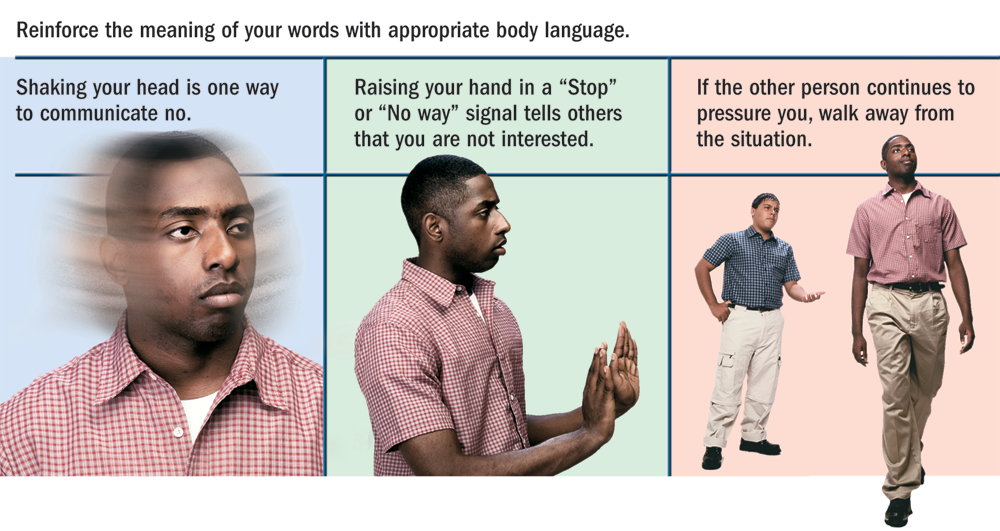 Reinforce the meaning of your words with appropriate body language.
Shaking your head is one way
to communicate no.
Raising your hand in a “Stop”
or “No way” signal tells others
that you are not interested.
If the other person continues to
pressure you, walk away from
the situation.